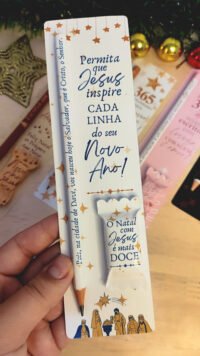 Permita
que
Jesus
inspire
CADA
LINHA
do seu
Novo
Ano!
O Natal
com
Jesus
é mais
DOCE
Pois, na cidade de Davi, vos nasceu hoje o Salvador, que é Cristo, o Senhor.
365